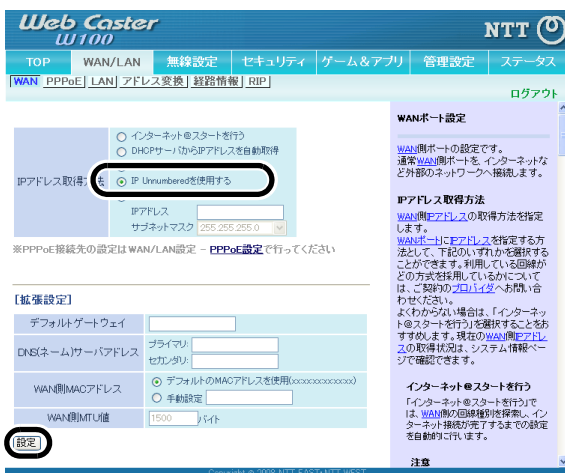 Web Caster
W100
NTT
TOP WAN/LAN 無線設定 セキュリティ ゲーム&アプリ 管理設定 ステータス
WAN PPPoE LAN アドレス変換 経路情報 RIP
ログアウト
IPアドレス取得方法
インターネット@スタートを行う
DHCPサーバからIPアドレスを自動取得
IP Unnumberedを使用する
IPアドレス
サブネットマスク 255.255.255.0
※PPPoE接続先の設定はWAN/LAN設定 - PPPoE設定で行ってください
[拡張設定]
デフォルトゲートウェイ
DNS(ネーム)サーバアドレス
プライマリ:
セカンダリ:
WAN側MACアドレス
デフォルトのMACアドレスを使用(xxxxxxxxxxxx)
手動設定
WAN側MTU値 1500 バイト
設定
WANポート設定
WAN側ポートの設定です。
通常WAN側ポートを、インターネットな
ど外部のネットワークへ接続します。
IPアドレス取得方法
WAN側IPアドレスの取得方法を指定
します。
WANポートにIPアドレスを指定する方
法として、下記のいずれかを選択する
ことができます。利用している回線が
どの方式を採用しているかについて
は、ご契約のプロバイダへお問い合
わせください。
よくわからない場合は、「インターネッ
ト@スタートを行う」を選択することをお
すすめします。現在のWAN側IPアドレ
スの取得状況は、システム情報ペー
ジで確認できます。
インターネット@スタートを行う
「インターネット@スタートを行う」で
は、WAN側の回線種別を探索し、イン
ターネット接続が完了するまでの設定
を自動的に行います。
注意